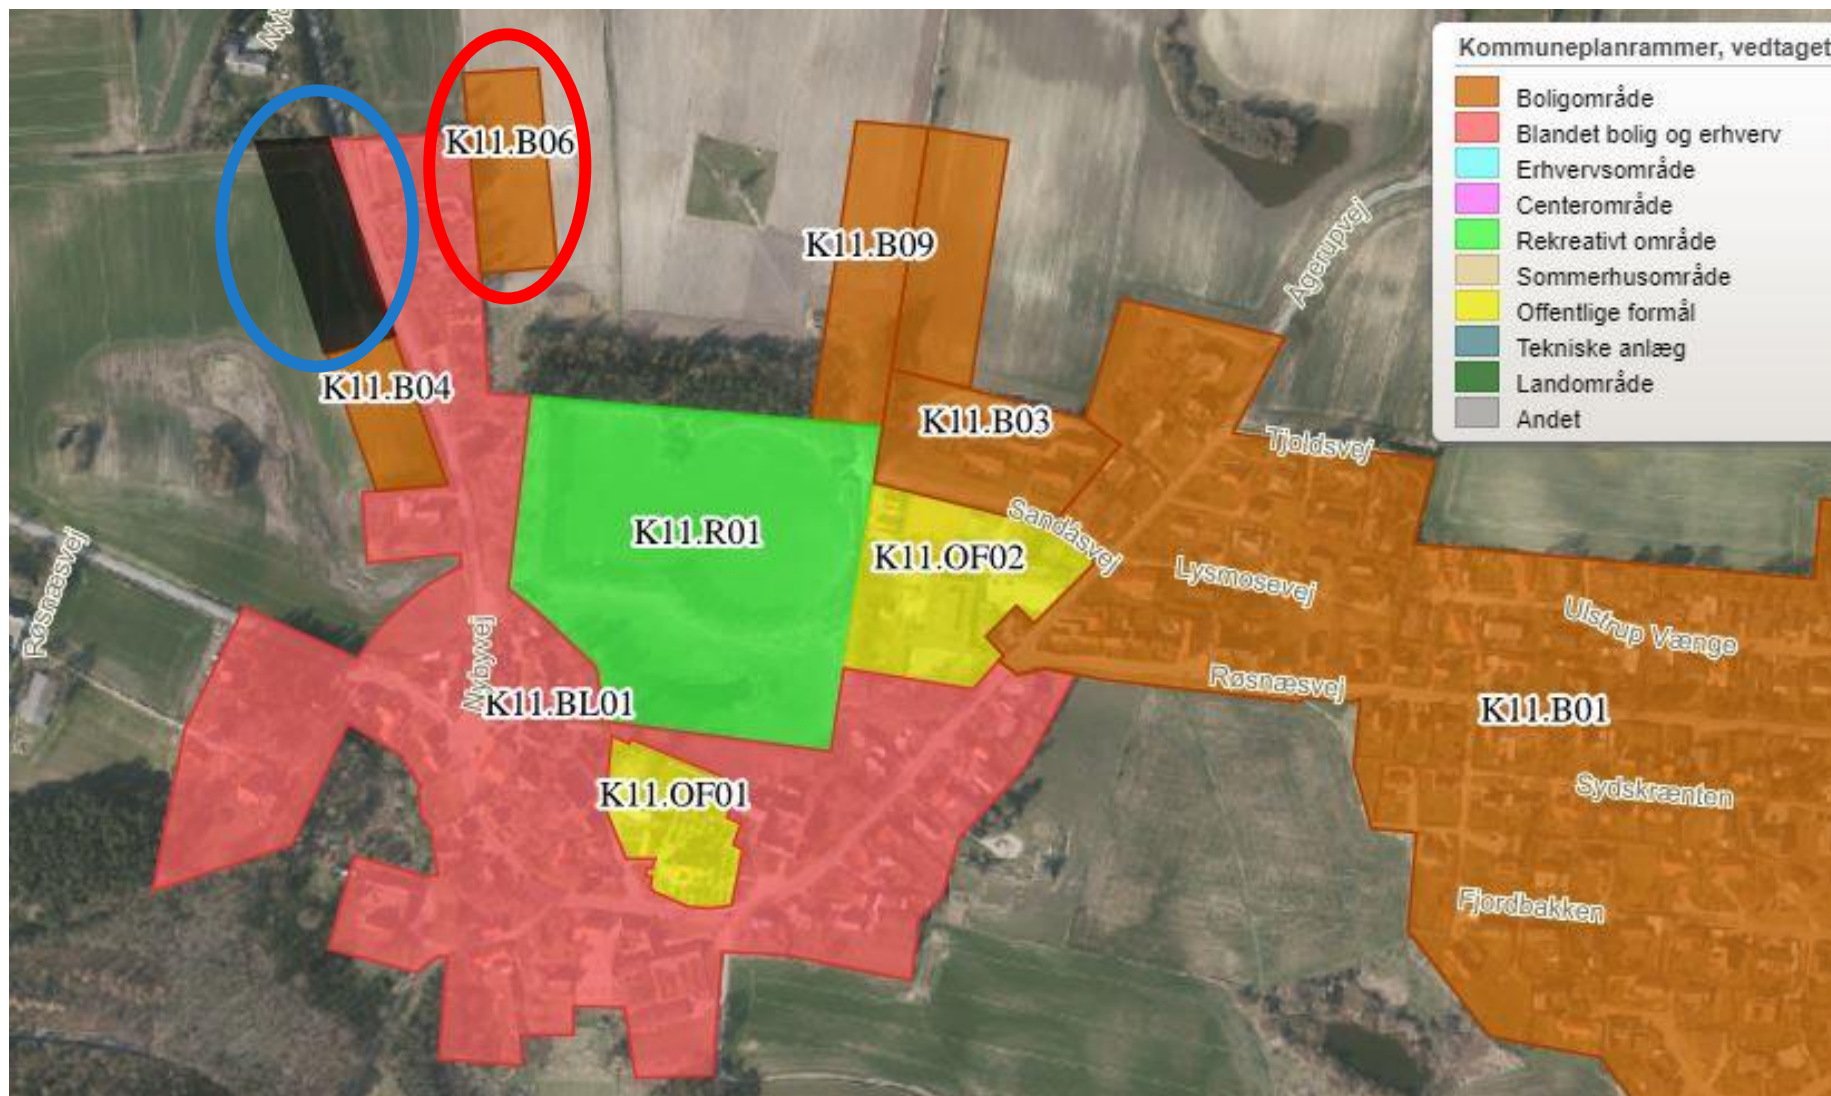 Kommuneplanrammer, vedtaget
Boligområde
Blandet bolig og erhverv
Erhvervsområde
Centerområde
Rekreativt område
Sommerhusområde
Offentlige formål
Tekniske anlæg
Landområde
Andet
K11.B06
K11.B09
Ågerupvej
K11.B04
K11.B03
Tjoldsvej
K11.R01
Sandåsvej
K11.OF02
Lysmosevej
Røsnæsvej
Ulstrup Vænge
Nybyvej
K11.BL01
Røsnæsvej
K11.B01
K11.OF01
Sydskrænten
Fjordbakken